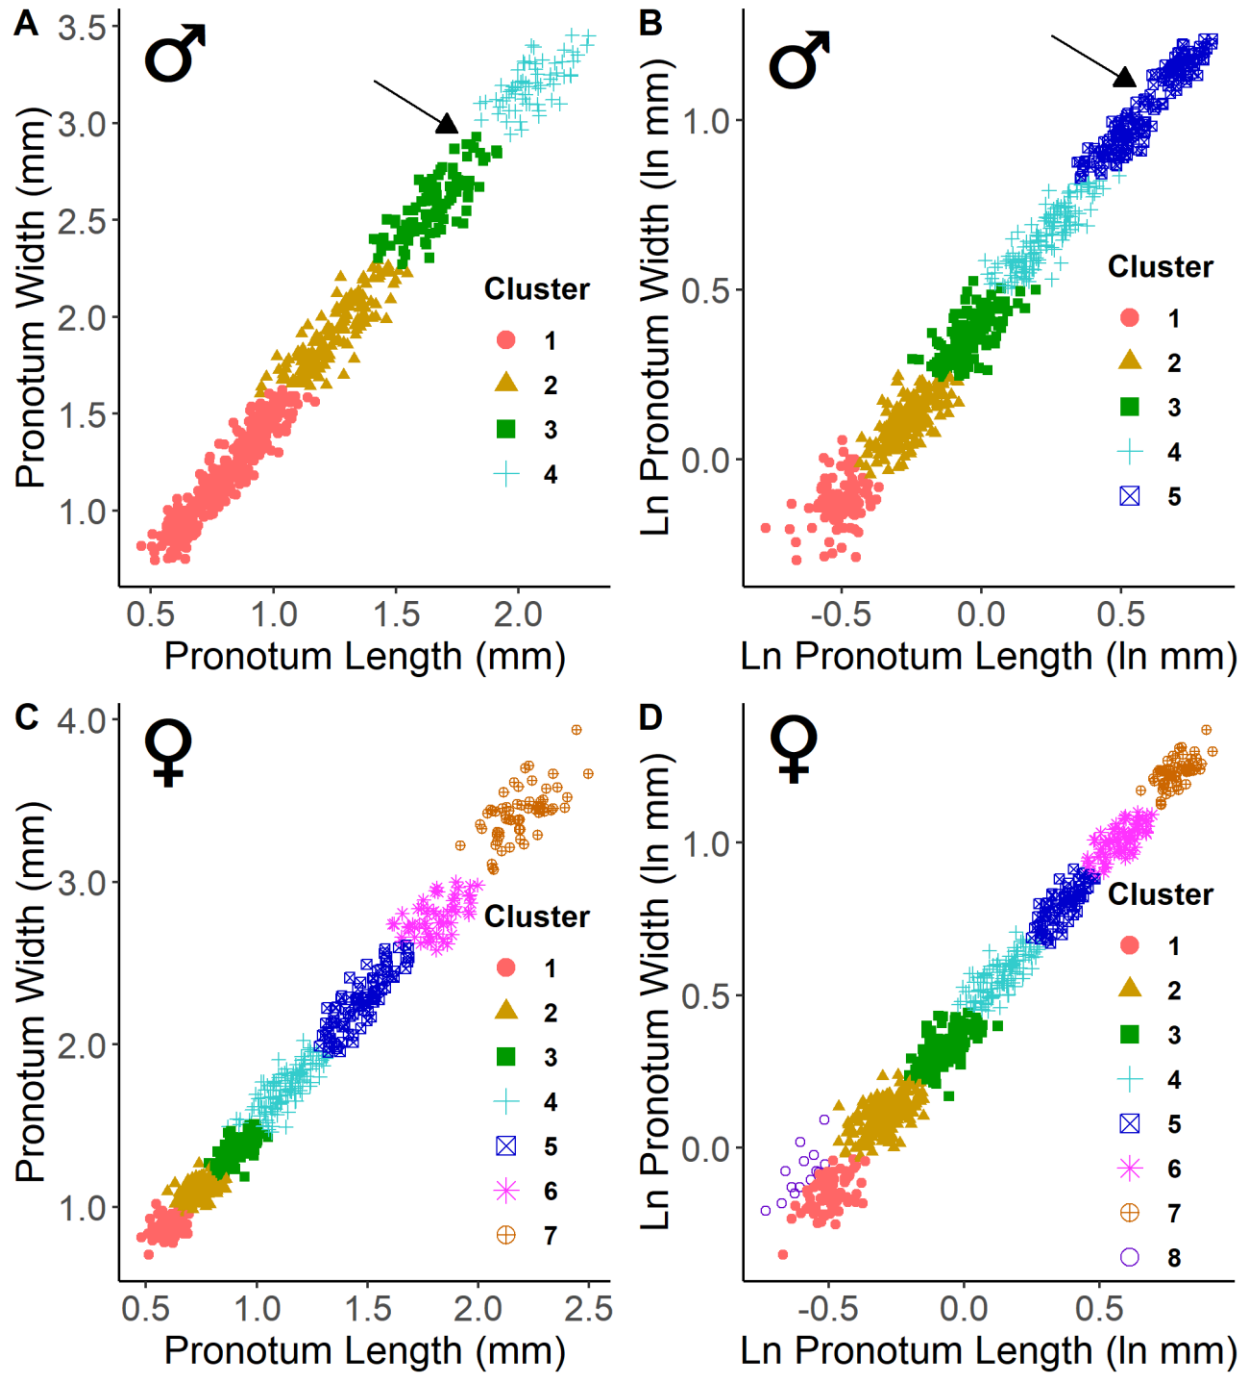 A
♂
3.5
3.0
2.5
2.0
1.5
1.0
Pronotum Width (mm)
0.5 1.0 1.5 2.0
Pronotum Length (mm)
Cluster
1
2
3
4
B
♂
1.0
0.5
0.0
Ln Pronotum Width (ln mm)
-0.5 0.0 0.5
Ln Pronotum Length (ln mm)
Cluster
1
2
3
4
5
C
♀
4.0
3.0
2.0
1.0
Pronotum Width (mm)
0.5 1.0 1.5 2.0 2.5
Pronotum Length (mm)
Cluster
1
2
3
4
5
6
7
D
♀
1.0
0.5
0.0
Ln Pronotum Width (ln mm)
-0.5 0.0 0.5
Ln Pronotum Length (ln mm)
Cluster
1
2
3
4
5
6
7
8